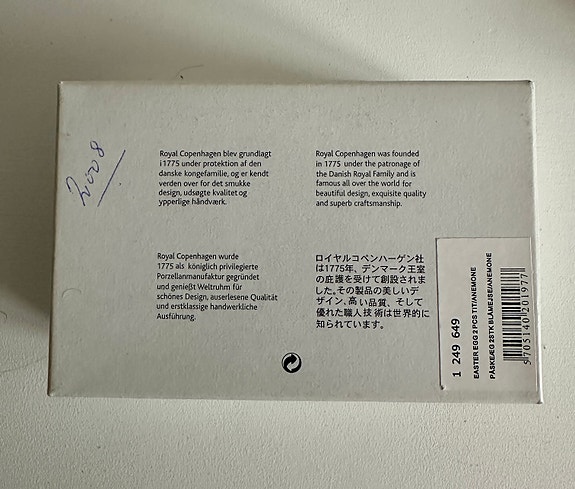 2008
Royal Copenhagen blev grundlagt
i 1775 under protektion af den
danske kongefamilie, og er kendt
verden over for det smukke
design, udsøgte kvalitet og
ypperlige håndværk.
Royal Copenhagen was founded
in 1775 under the patronage of
the Danish Royal Family and is
famous all over the world for
beautiful design, exquisite quality
and superb craftsmanship.
Royal Copenhagen wurde
1775 als königlich privilegierte
Porzellanmanufaktur gegründet
und genießt Weltruhm für
schönes Design, auserlesene Qualität
und erstklassige handwerkliche
Ausführung.
ロイヤルコペンハーゲン社
は1775年、デンマーク王室
の庇護を受けて創設されま
した。その製品の美しいデ
ザイン、高い品質、そして
優れた職人技術は世界的に
知られています。
1 249 649
EASTER EGG 2 PCS TIT/ANEMONE
PÅSKEÆG 2STK BLÅMEJSE/ANEMONE
5 705140 201977